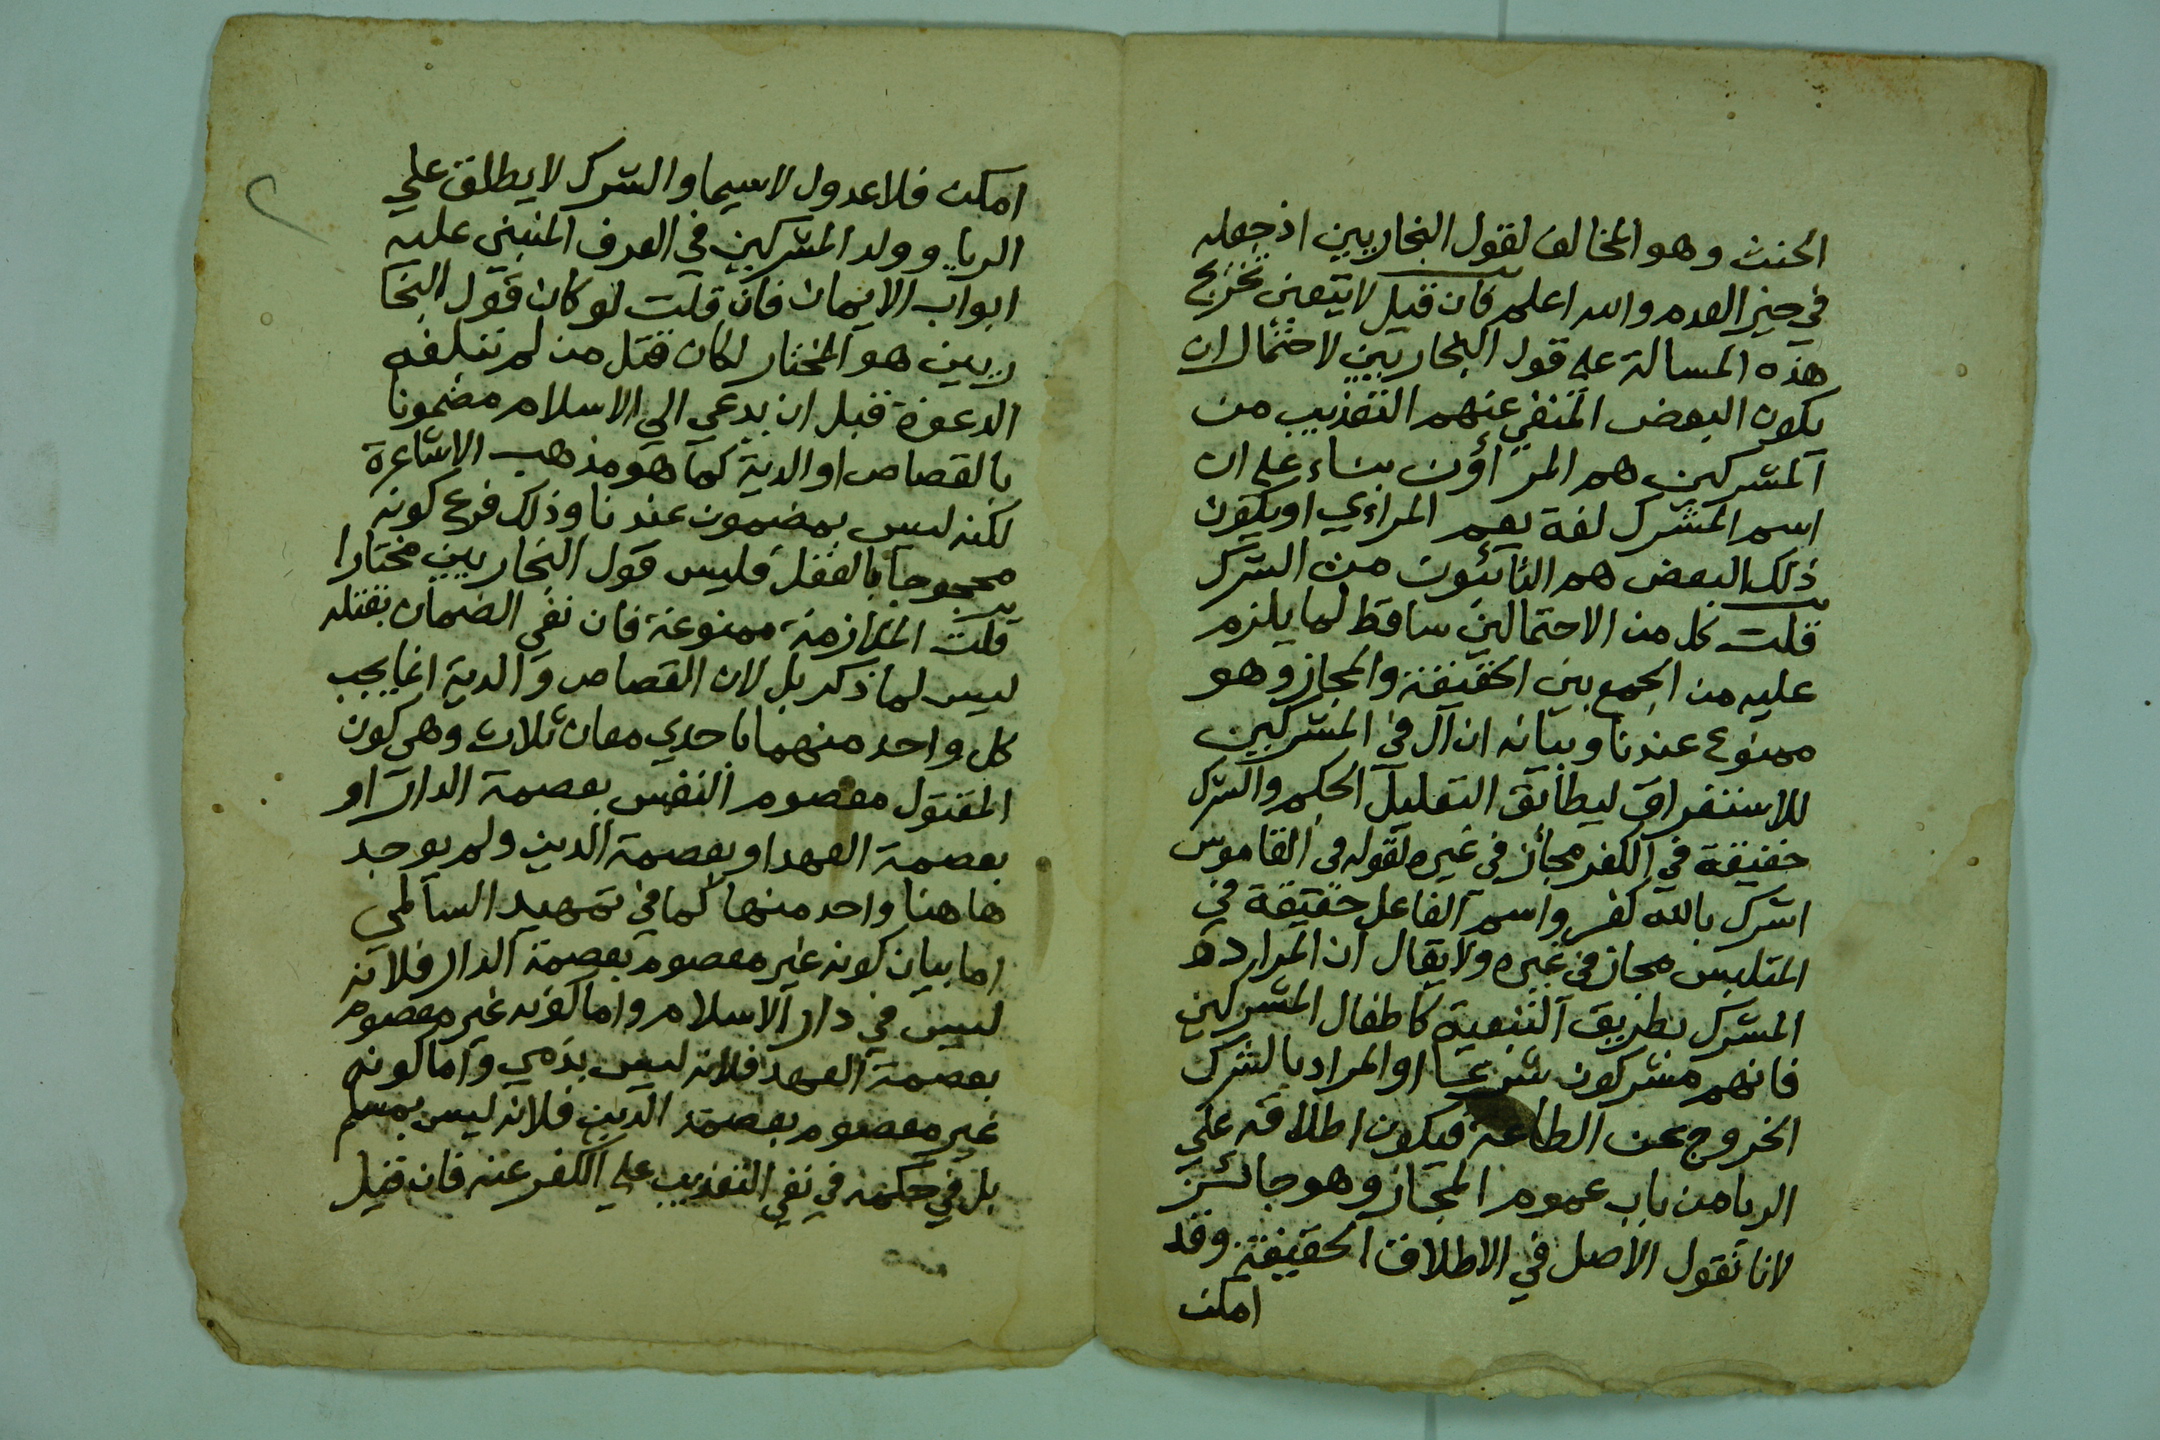 الحنث وهو المخالف لقول البخاريين اذ جعله
في حيز العدم والله اعلم فان قيل لا يتعين تخريج
هذه المسالة على قول البخاريين لاحتمال ان
يكون البعض المنفي عنهم التعذيب من
المشركين هم المراؤن بناء على ان
اسم المشرك لغة يعم المراءي او يكون
ذلك البعض هم التائبون من الشرك
قلت كل من الاحتمالين ساقط لما يلزم
عليه من الجمع بين الحقيقة والمجاز وهو
ممنوع عندنا وبيانه ان ال في المشركين
للاستغراق ليطابق التعليل الحكم والشرك
حقيقة في الكفر مجاز في غيره لقوله في القاموس
اشرك بالله كفر واسم الفاعل حقيقة في
المتلبس مجاز في غيره ولا يقال ان المراد
المشرك بطريق التبعية كاطفال المشركين
فانهم مشركون شرعا او المراد بالشرك
الخروج عن الطاعة فيكون اطلاقه علي
الريا من باب عموم المجاز وهو جائز
لانا نقول الاصل في الاطلاق الحقيقة وقد
امكن
امكن فلا عدول لاسيما والشرك لا يطلق علي
الريا وولد المشركين في العرف المنبني عليه
ابواب الايمان فان قلت لو كان قول البخا
ريين هو المختار لكان قتل من لم تبلغه
الدعوة قبل ان يدعي الي الاسلام مضمونا
بالقصاص او الدية كما هو مذهب الاشاعرة
لكنه ليس بمضمون عندنا وذلك فرع كونه
محجوجا بالعقل فليس قول البخاريين مختارا
قلت الملازمة ممنوعة فان نفي الضمان بقتله
ليس لما ذكر بل لان القصاص والدية انما يجب
كل واحد منهما باحدي معان ثلاث وهي كون
المقتول معصوم النفس بعصمة الدار او
بعصمة العهد او بعصمة الدين ولم يوجد
هاهنا واحد منها كما في تمهيد السالمي
اما بيان كونه غير معصوم بعصمة الدار فلانه
ليس في دار الاسلام واما كونه غير معصوم
بعصمة العهد فلانه ليس بذمي واما كونه
غير معصوم بعصمة الدين فلانه ليس بمسلم
بل في حكمه في نفي التعذيب على الكفر عنه فان قيل